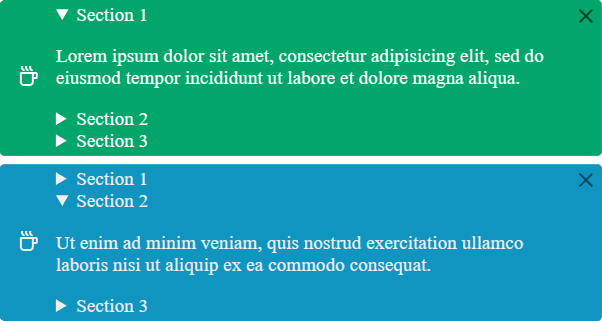 Section 1
Lorem ipsum dolor sit amet, consectetur adipisicing elit, sed do
eiusmod tempor incididunt ut labore et dolore magna aliqua.
Section 2
Section 3
Section 1
Section 2
Ut enim ad minim veniam, quis nostrud exercitation ullamco
laboris nisi ut aliquip ex ea commodo consequat.
Section 3